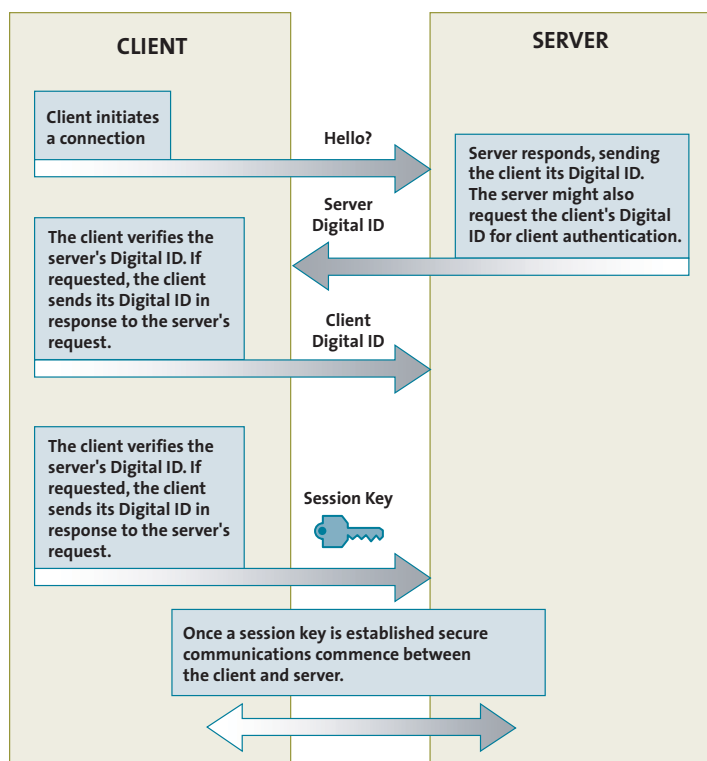 CLIENT
SERVER
Client initiates
a connection
Hello?
Server responds, sending
the client its Digital ID.
The server might also
request the client's Digital
ID for client authentication.
Server
Digital ID
The client verifies the
server's Digital ID. If
requested, the client
sends its Digital ID in
response to the server's
request.
Client
Digital ID
The client verifies the
server's Digital ID. If
requested, the client
sends its Digital ID in
response to the server's
request.
Session Key
Once a session key is established secure
communications commence between
the client and server.